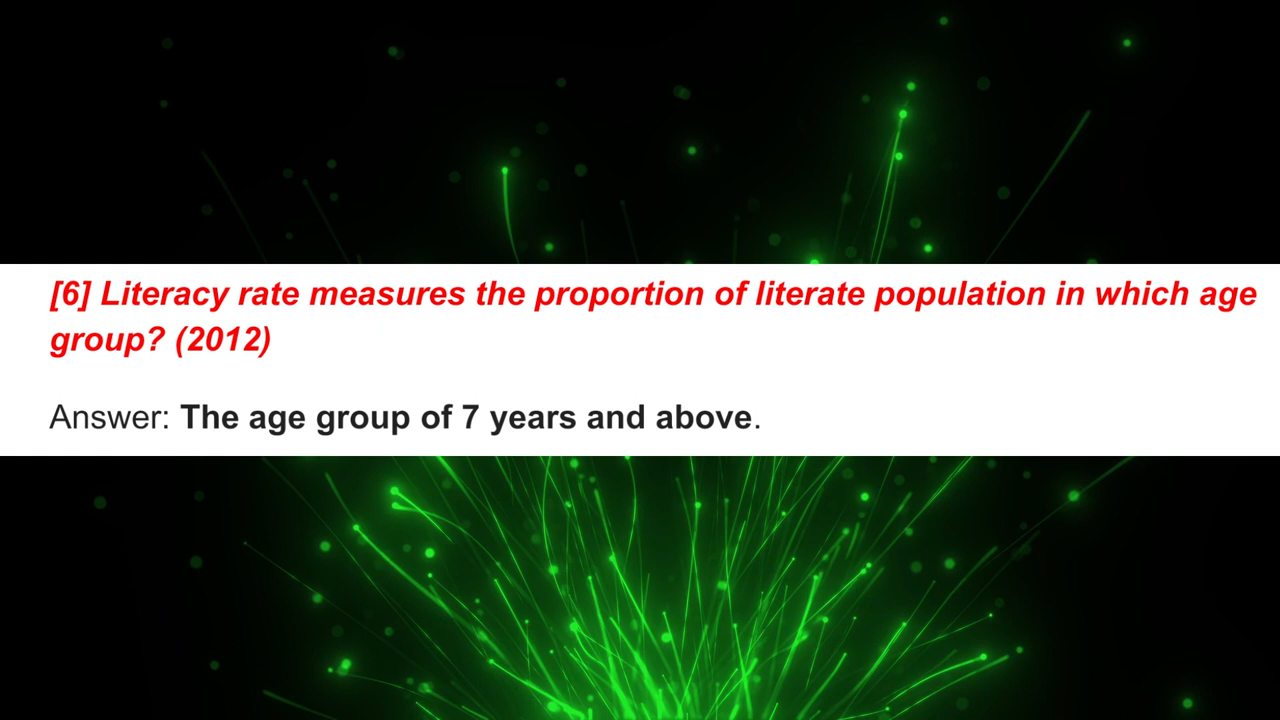 [6] Literacy rate measures the proportion of literate population in which age
group? (2012)
Answer: The age group of 7 years and above.